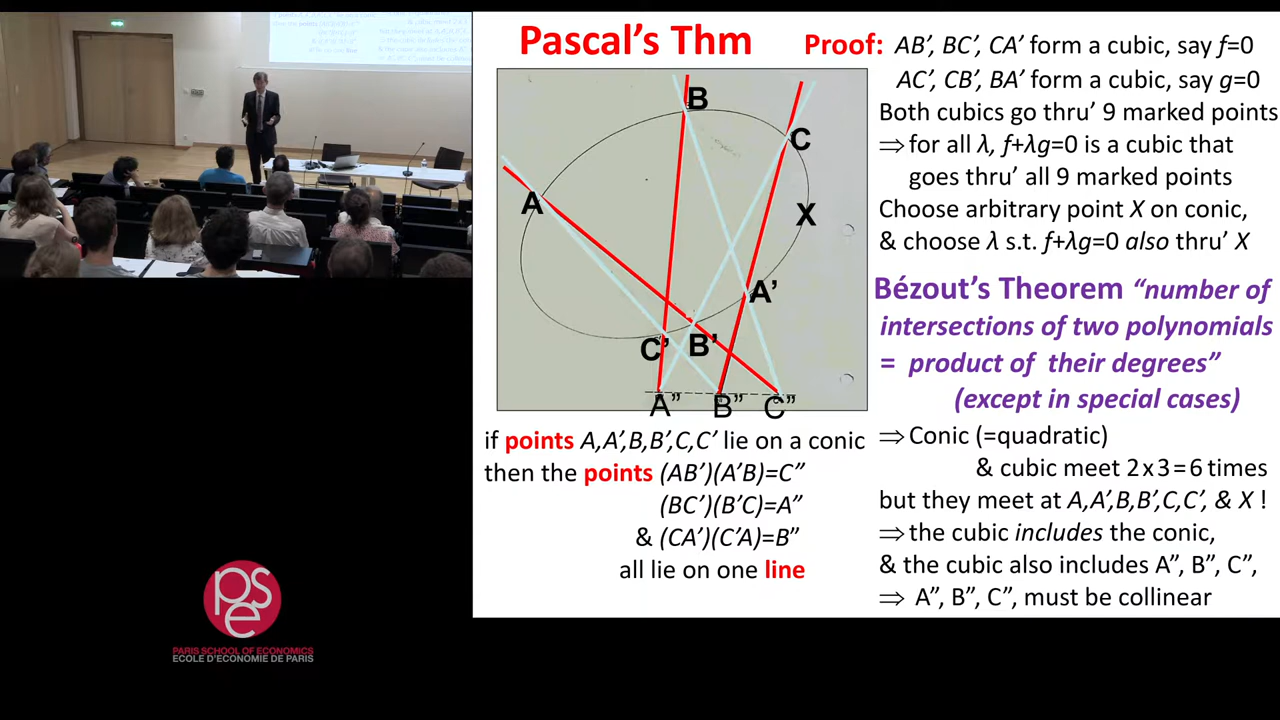 Pascal's Thm
B
C
A
X
A'
C'
B'
A”
B”
C”
if points A,A',B,B',C,C' lie on a conic
then the points (AB')(A'B)=C”
(BC')(B'C)=A”
& (CA')(C'A)=B”
all lie on one line
Proof: AB', BC', CA' form a cubic, say f=0
AC', CB', BA' form a cubic, say g=0
Both cubics go thru' 9 marked points
⇒ for all λ, f+λg=0 is a cubic that
goes thru' all 9 marked points
Choose arbitrary point X on conic,
& choose λ s.t. f+λg=0 also thru' X
Bézout's Theorem “number of
intersections of two polynomials
= product of their degrees”
(except in special cases)
⇒ Conic (=quadratic)
& cubic meet 2 x 3 = 6 times
but they meet at A,A',B,B',C,C', & X !
⇒ the cubic includes the conic,
& the cubic also includes A”, B”, C”,
⇒ A”, B”, C”, must be collinear
pse
PARIS SCHOOL OF ECONOMICS
ECOLE D'ECONOMIE DE PARIS